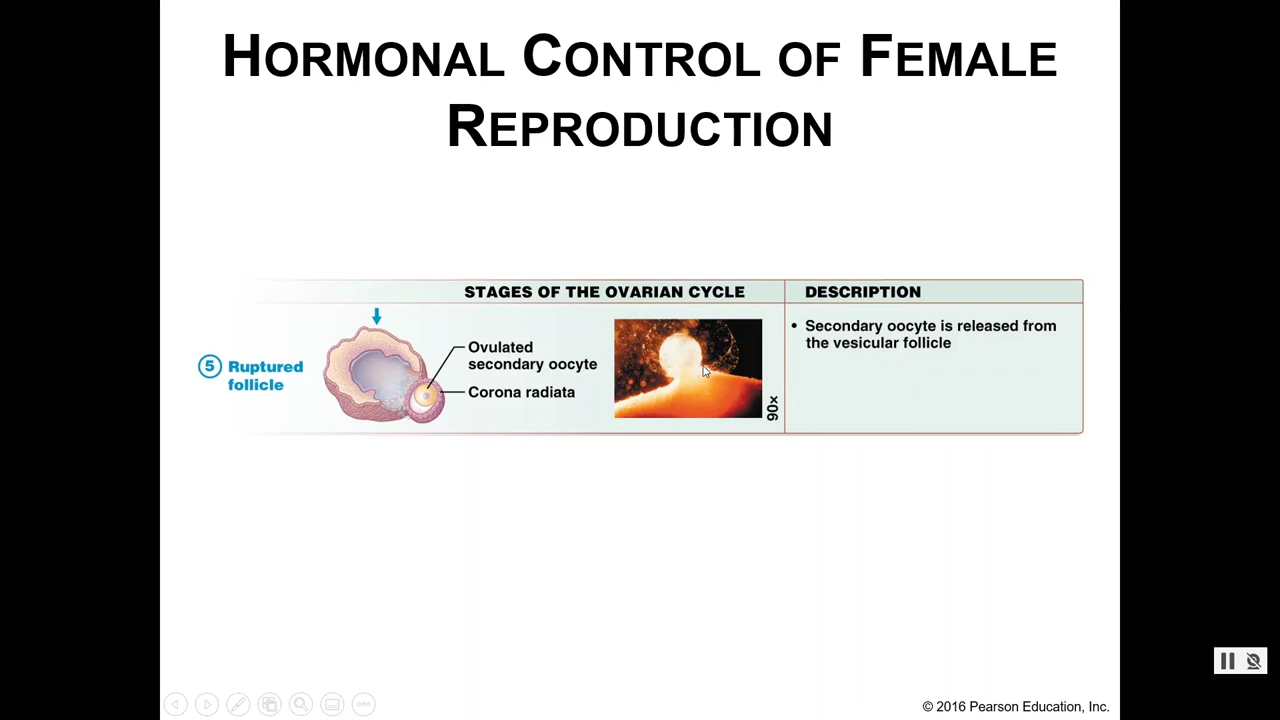 HORMONAL CONTROL OF FEMALE
REPRODUCTION
STAGES OF THE OVARIAN CYCLE
DESCRIPTION
5 Ruptured
follicle
Ovulated
secondary oocyte
Corona radiata
90x
• Secondary oocyte is released from
the vesicular follicle
© 2016 Pearson Education, Inc.